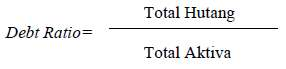 Total Hutang
Debt Ratio=
Total Aktiva